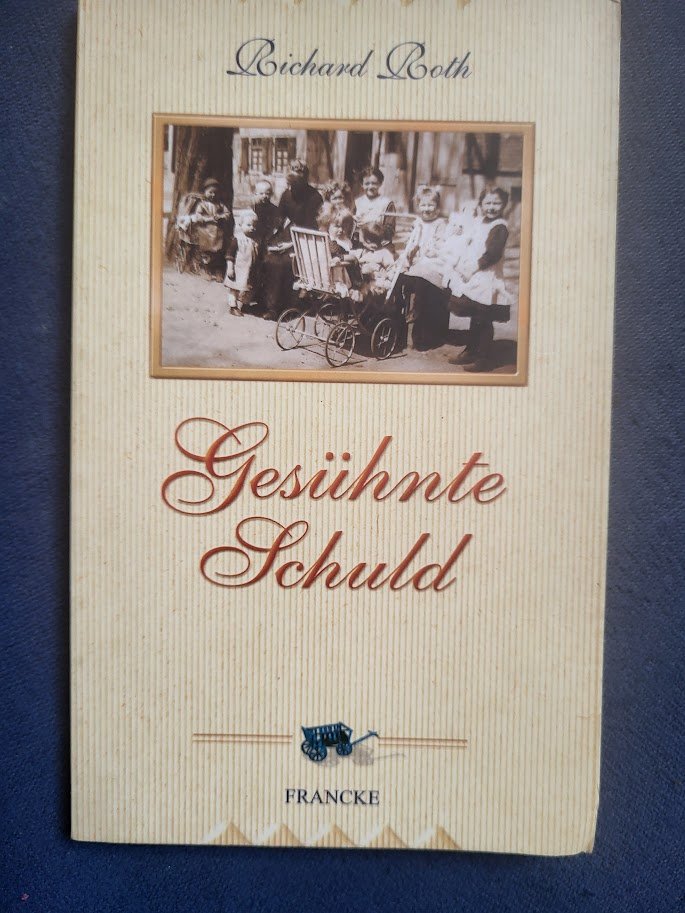 Richard Roth
Gesühnte
Schuld
FRANCKE